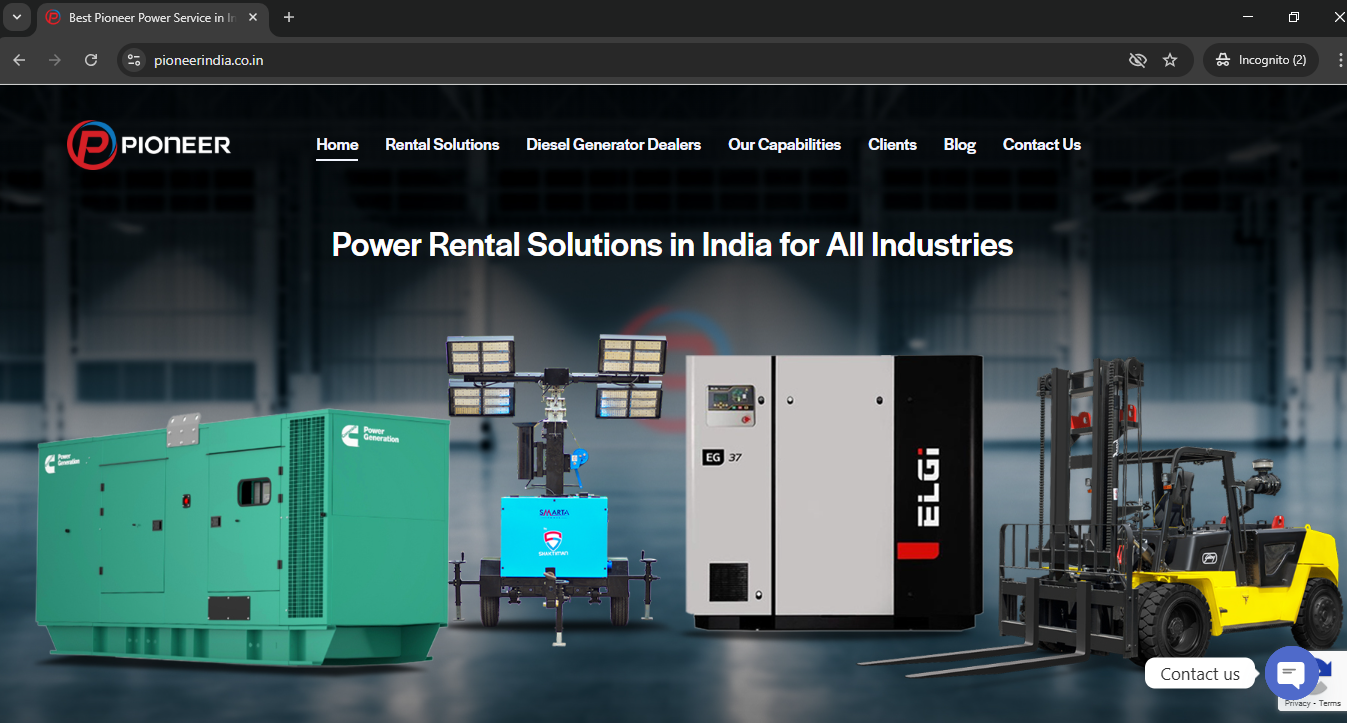 Best Pioneer Power Service in In
pioneerindia.co.in
Incognito (2)
PIONEER
Home
Rental Solutions
Diesel Generator Dealers
Our Capabilities
Clients
Blog
Contact Us
Power Rental Solutions in India for All Industries
Power
Generation
Power
Generation
SMARTA
SHAKTIMAN
EG 37
ELGi
Godrej
Contact us
Privacy - Terms